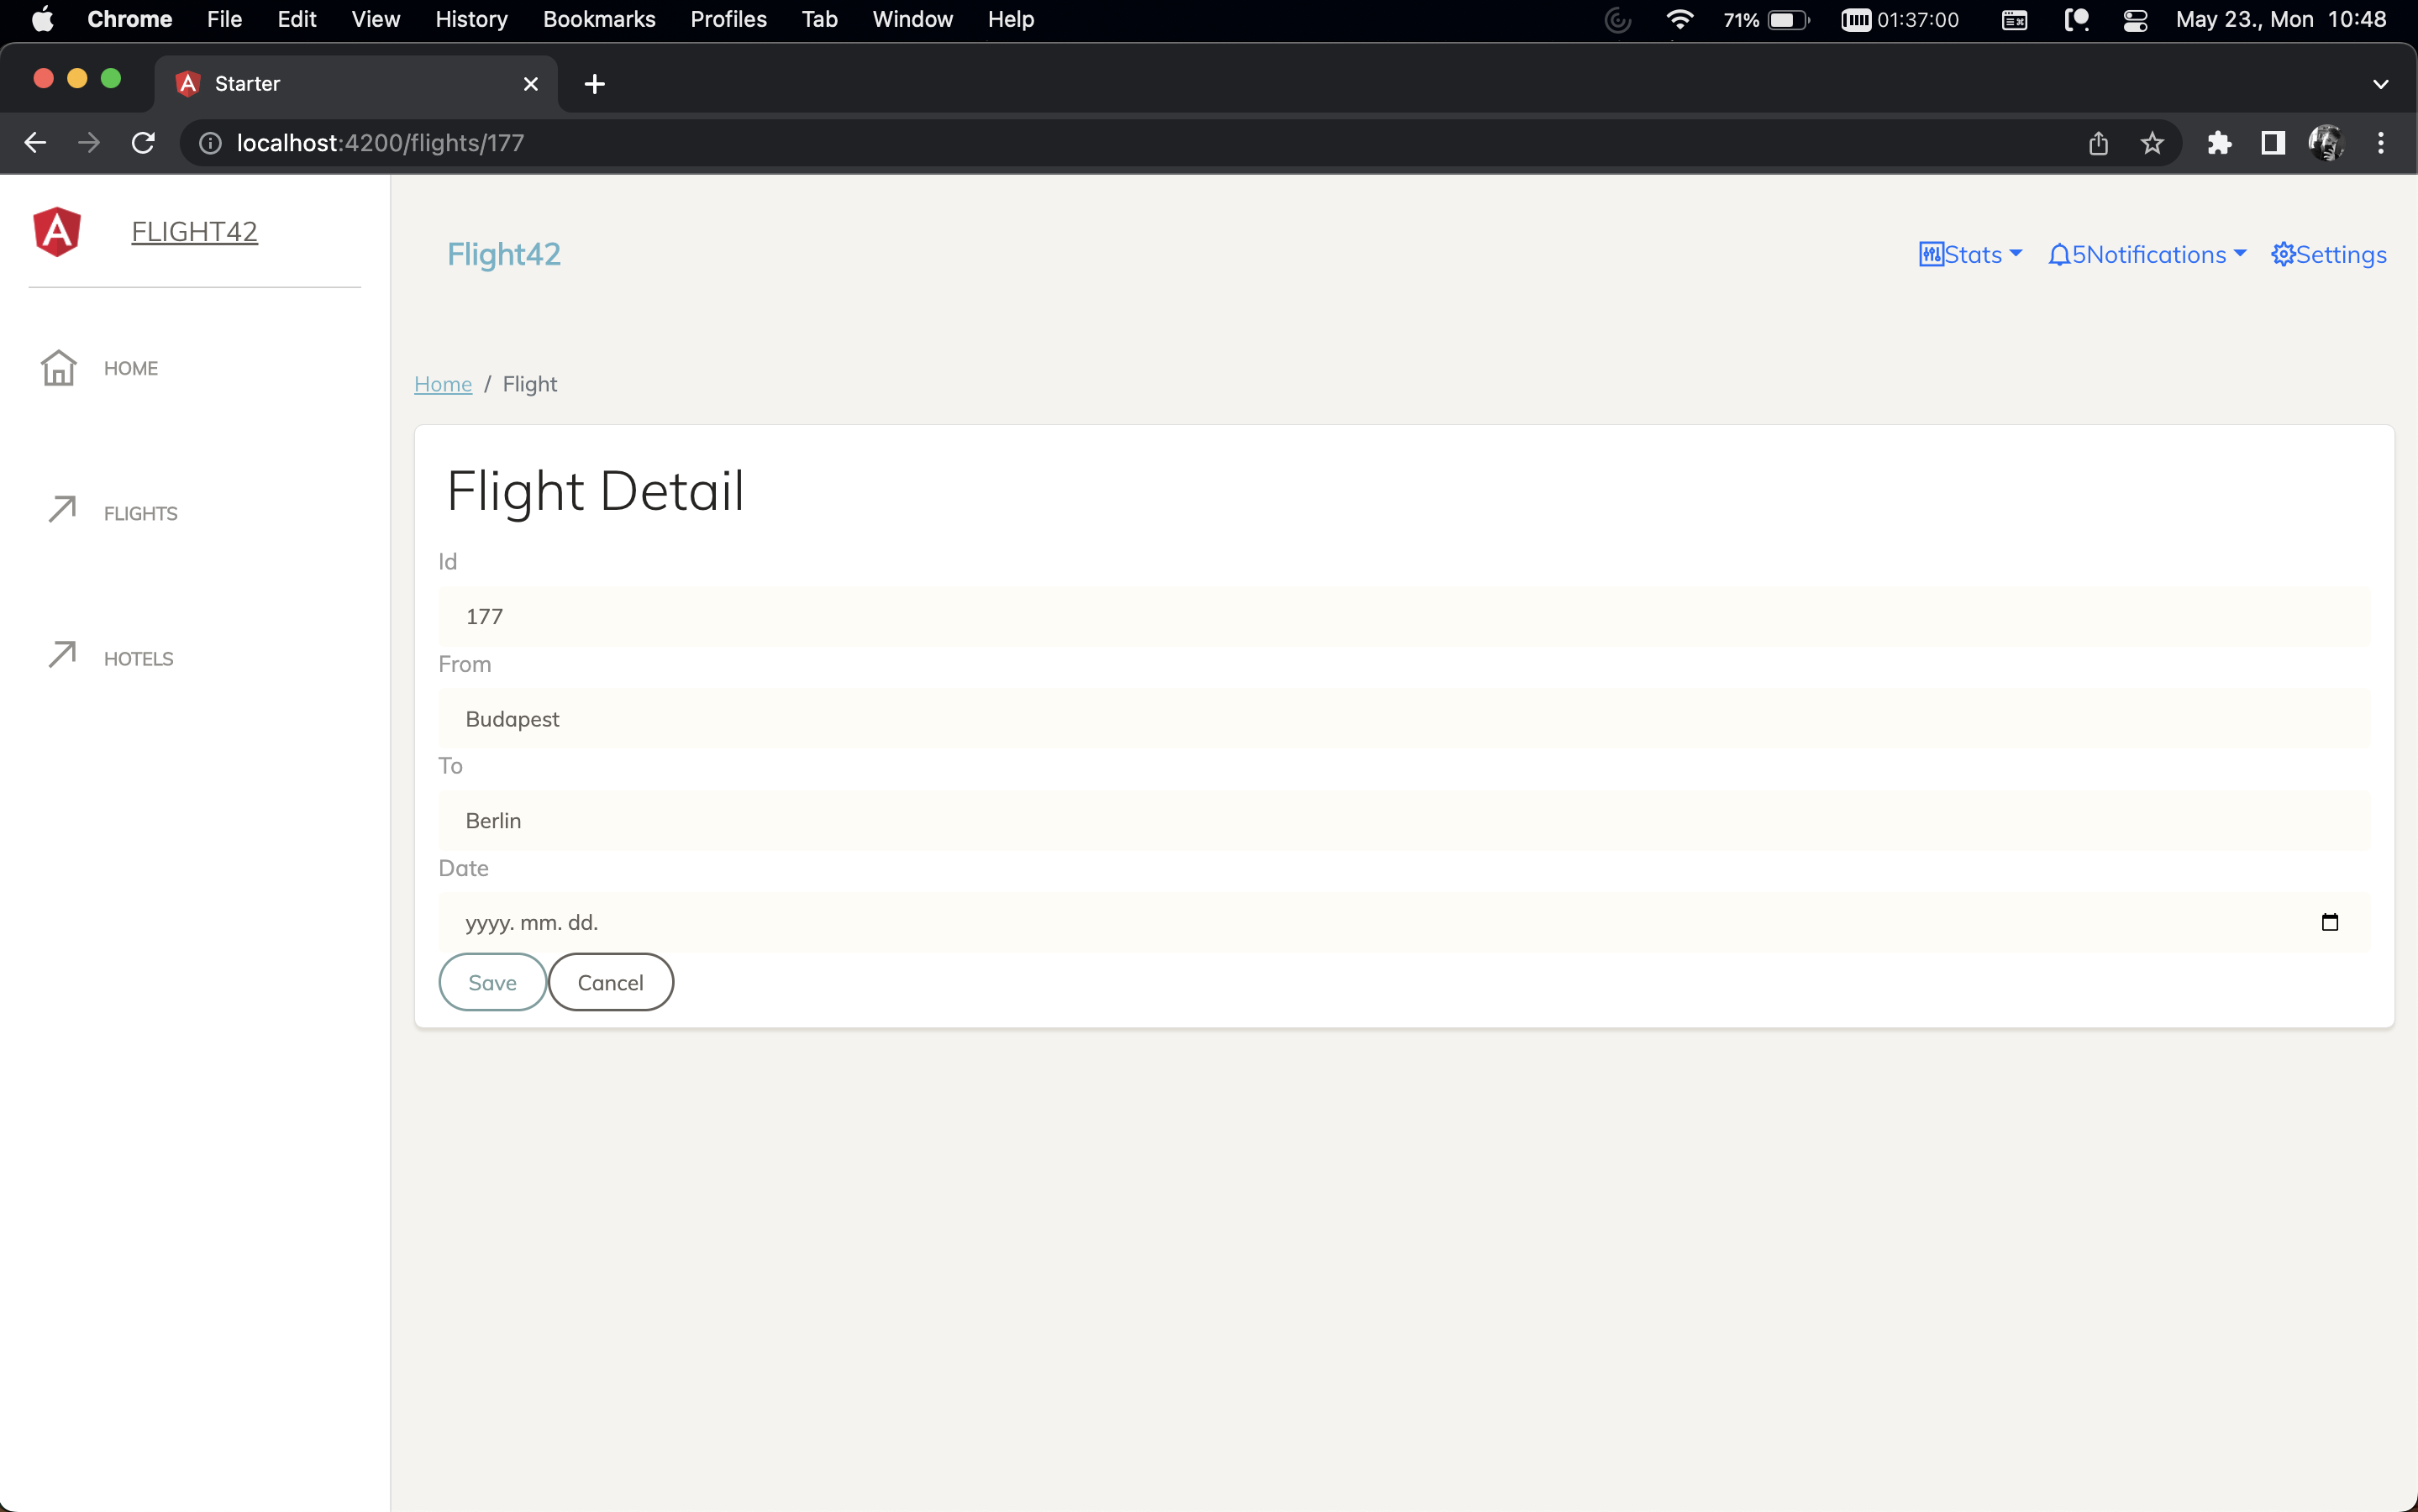 Chrome File Edit View History Bookmarks Profiles Tab Window Help 71% 01:37:00 May 23., Mon 10:48
Starter
localhost:4200/flights/177
FLIGHT42
Flight42
Stats 5Notifications Settings
HOME
Home / Flight
FLIGHTS
HOTELS
Flight Detail
Id
177
From
Budapest
To
Berlin
Date
yyyy. mm. dd.
Save Cancel